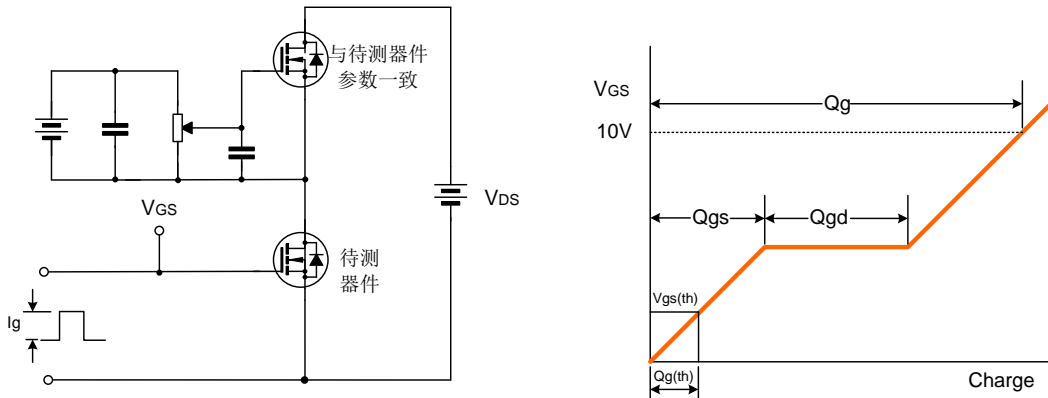 与待测器件
参数一致
VGS
VDS
待测
器件
Ig
VGS
10V
Qg
Qgs
Qgd
Vgs(th)
Qg(th)
Charge